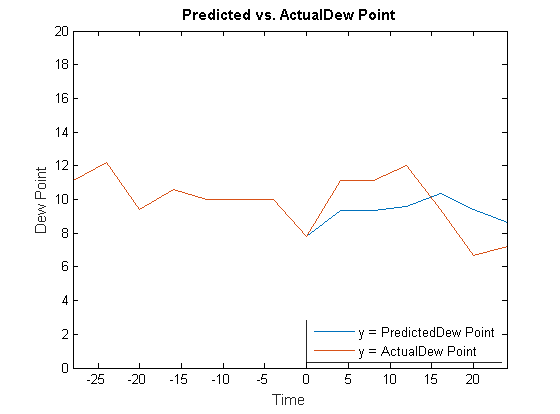 Predicted vs. ActualDew Point
20
18
16
14
12
10
8
6
4
2
0
Dew Point
-25 -20 -15 -10 -5 0 5 10 15 20
Time
y = PredictedDew Point
y = ActualDew Point